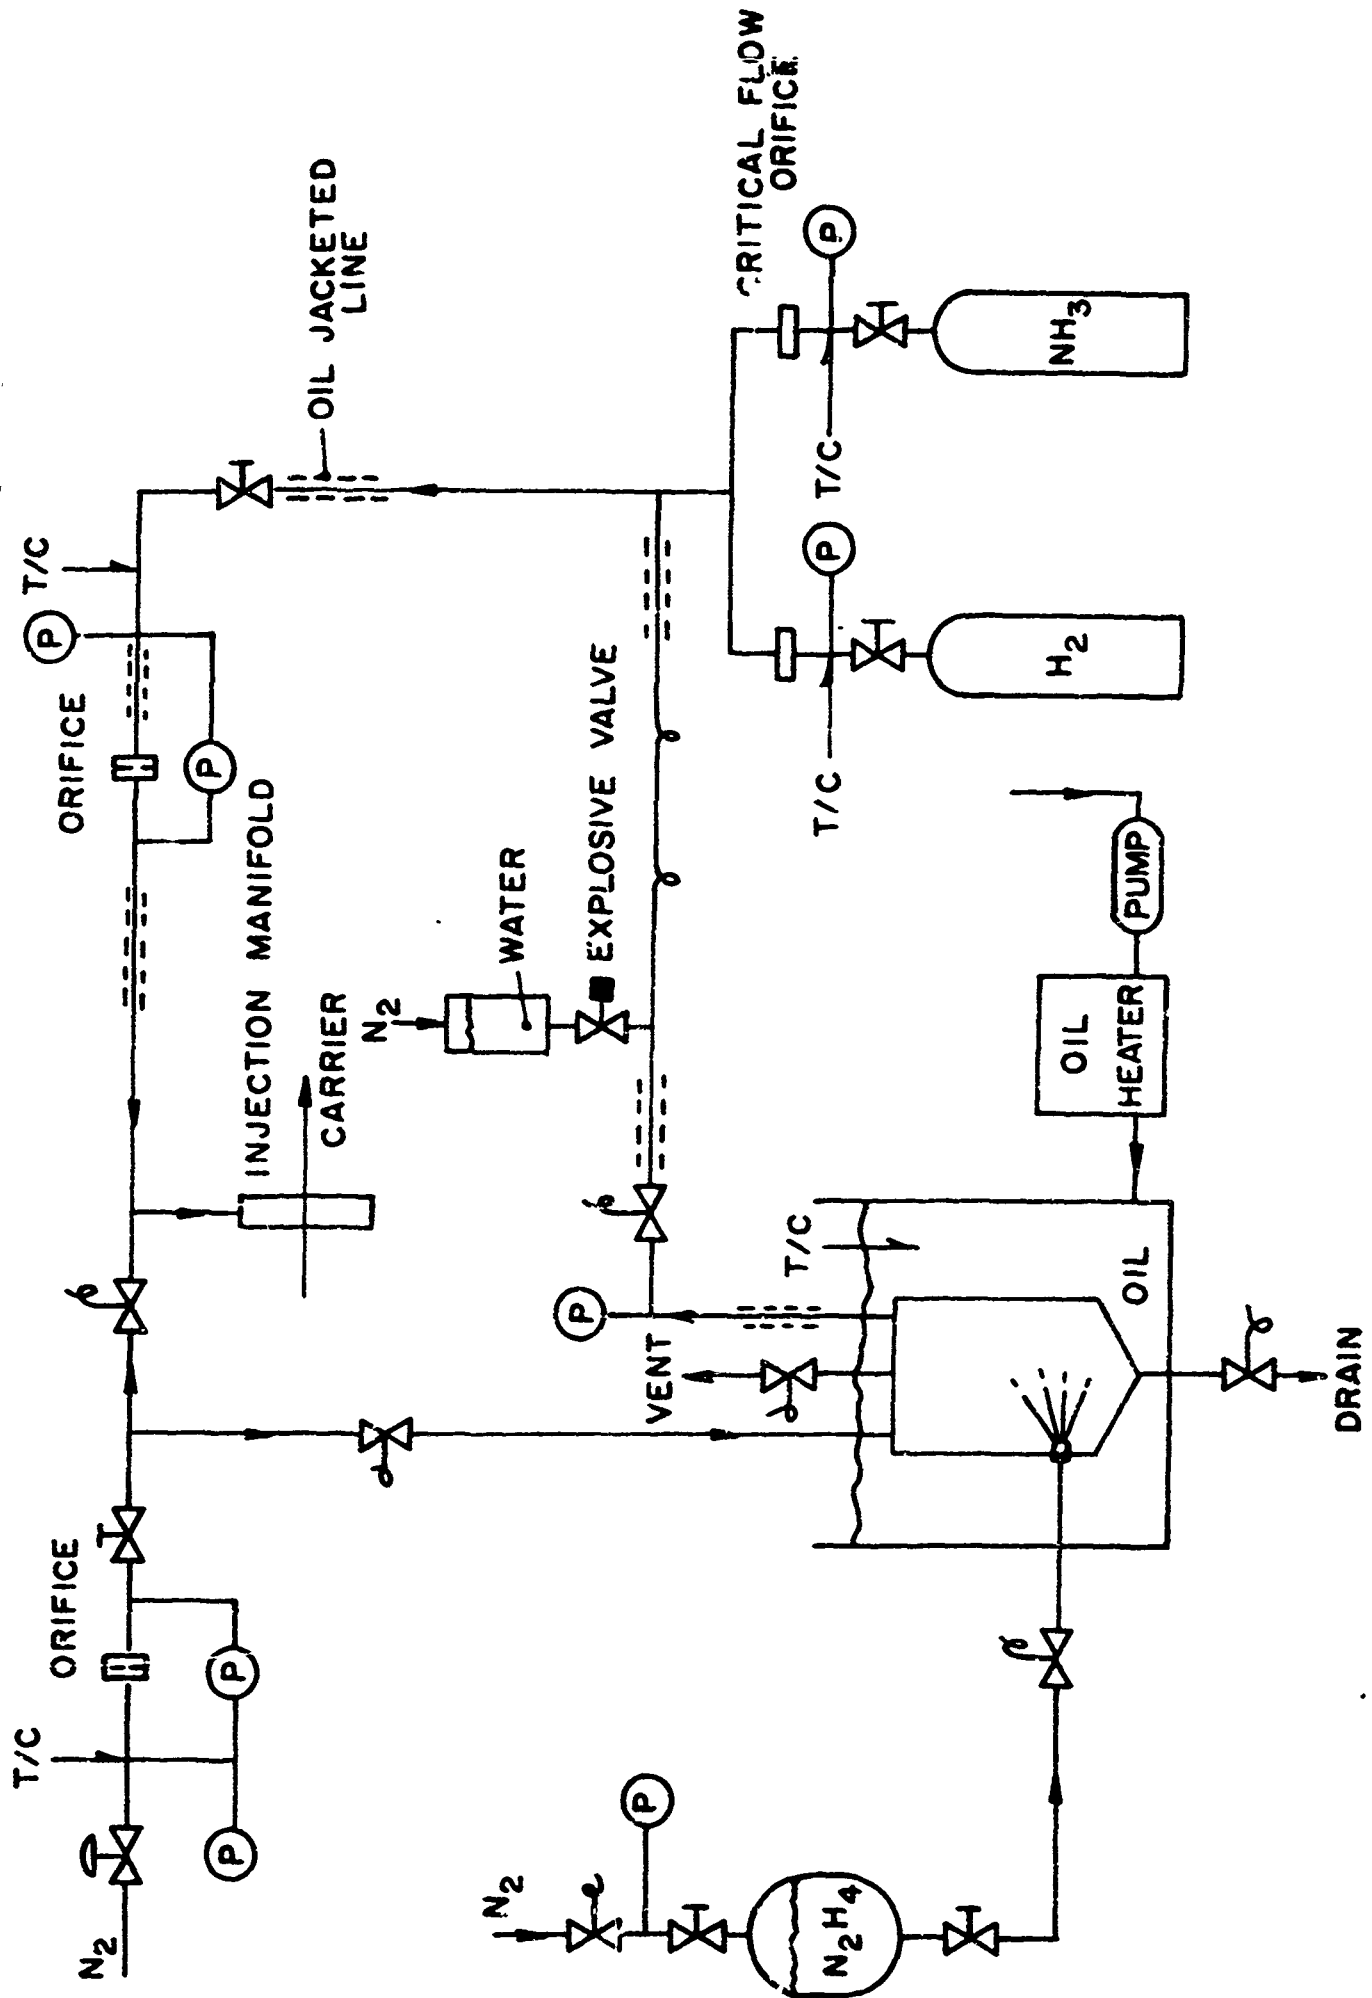 T/C
P
T/C
ORIFICE
ORIFICE
N2
P
P
P
INJECTION MANIFOLD
CARRIER
OIL JACKETED
LINE
N2
N2
WATER
P
EXPLOSIVE VALVE
P
VENT
CRITICAL FLOW
ORIFICE
T/C
T/C
P
T/C
P
N2H4
H2
NH3
OIL
HEATER
OIL
PUMP
DRAIN